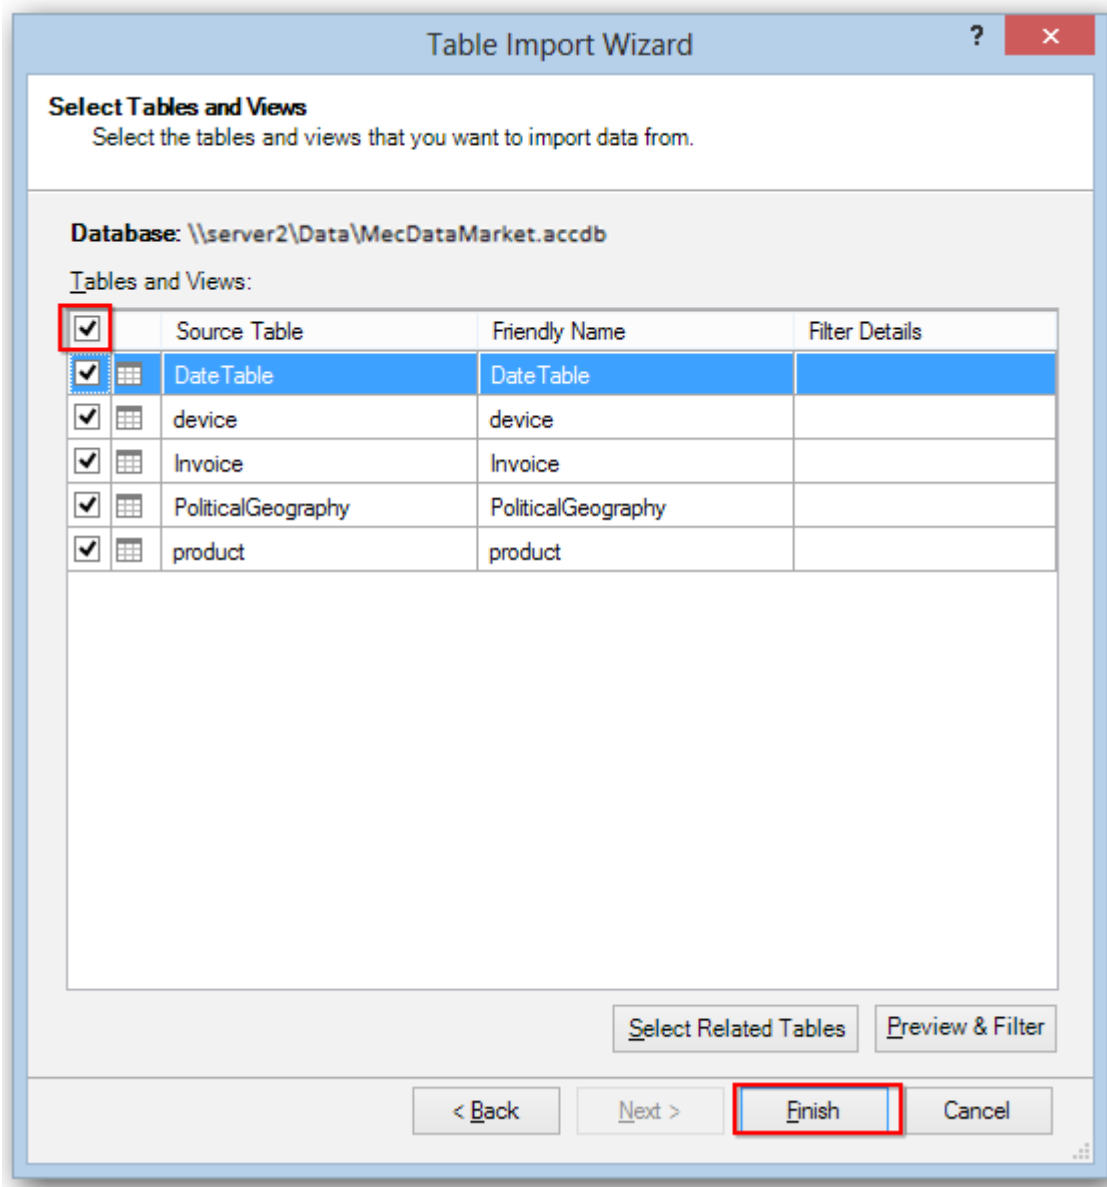 Table Import Wizard
?
Select Tables and Views
Select the tables and views that you want to import data from.
Database: \\server2\Data\MecDataMarket.accdb
Tables and Views:
Source Table Friendly Name Filter Details
DateTable DateTable
device device
Invoice Invoice
PoliticalGeography PoliticalGeography
product product
Select Related Tables Preview & Filter
< Back Next > Finish Cancel